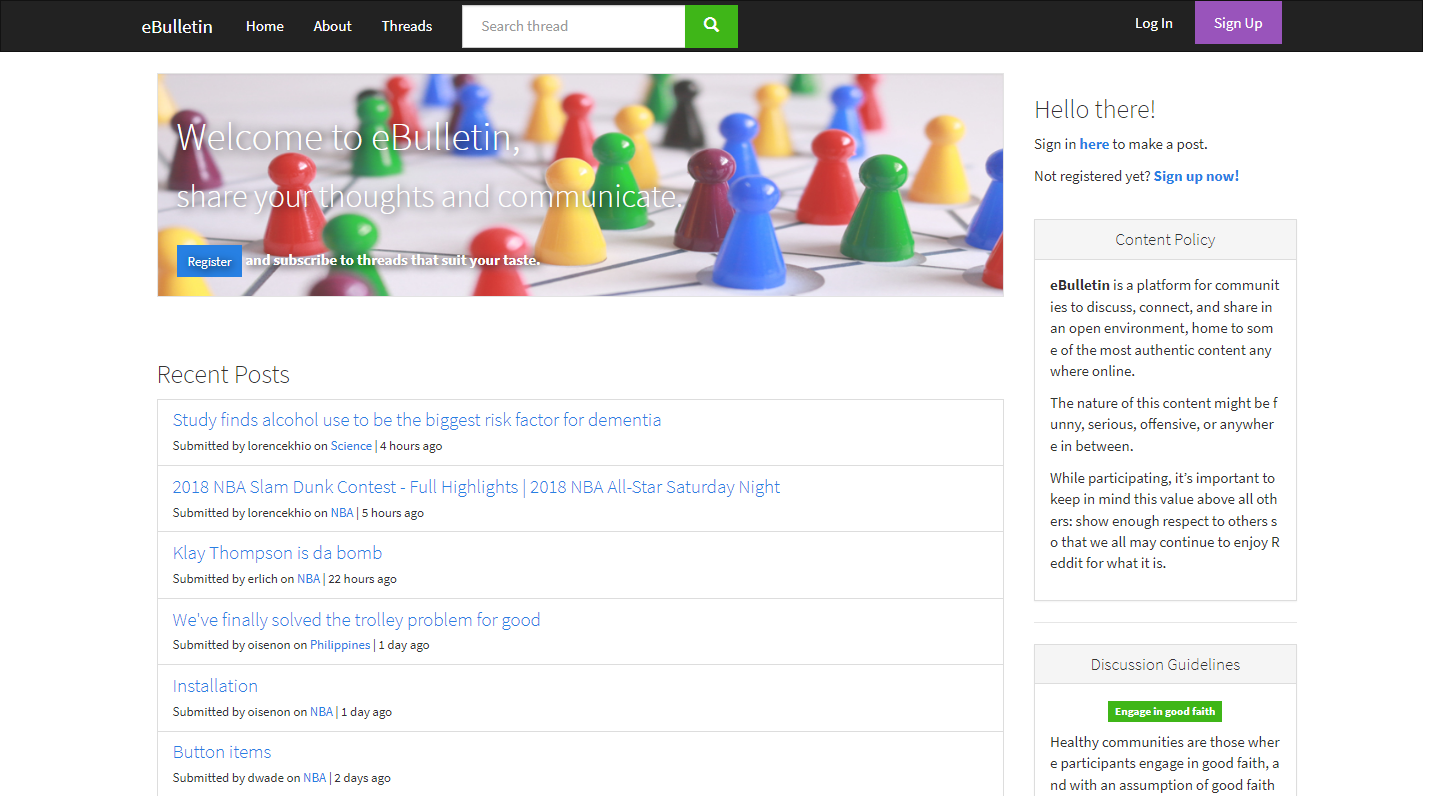 eBulletin Home About Threads Search thread Log In Sign Up
Welcome to eBulletin,
share your thoughts and communicate.
Register and subscribe to threads that suit your taste.
Recent Posts
Study finds alcohol use to be the biggest risk factor for dementia
Submitted by lorencekhio on Science | 4 hours ago
2018 NBA Slam Dunk Contest - Full Highlights | 2018 NBA All-Star Saturday Night
Submitted by lorencekhio on NBA | 5 hours ago
Klay Thompson is da bomb
Submitted by erlich on NBA | 22 hours ago
We've finally solved the trolley problem for good
Submitted by oisenon on Philippines | 1 day ago
Installation
Submitted by oisenon on NBA | 1 day ago
Button items
Submitted by dwade on NBA | 2 days ago
Hello there!
Sign in here to make a post.
Not registered yet? Sign up now!
Content Policy
eBulletin is a platform for communit
ies to discuss, connect, and share in
an open environment, home to som
e of the most authentic content any
where online.
The nature of this content might be f
unny, serious, offensive, or anywher
e in between.
While participating, it’s important to
keep in mind this value above all oth
ers: show enough respect to others s
o that we all may continue to enjoy R
eddit for what it is.
Discussion Guidelines
Engage in good faith
Healthy communities are those wher
e participants engage in good faith, a
nd with an assumption of good faith